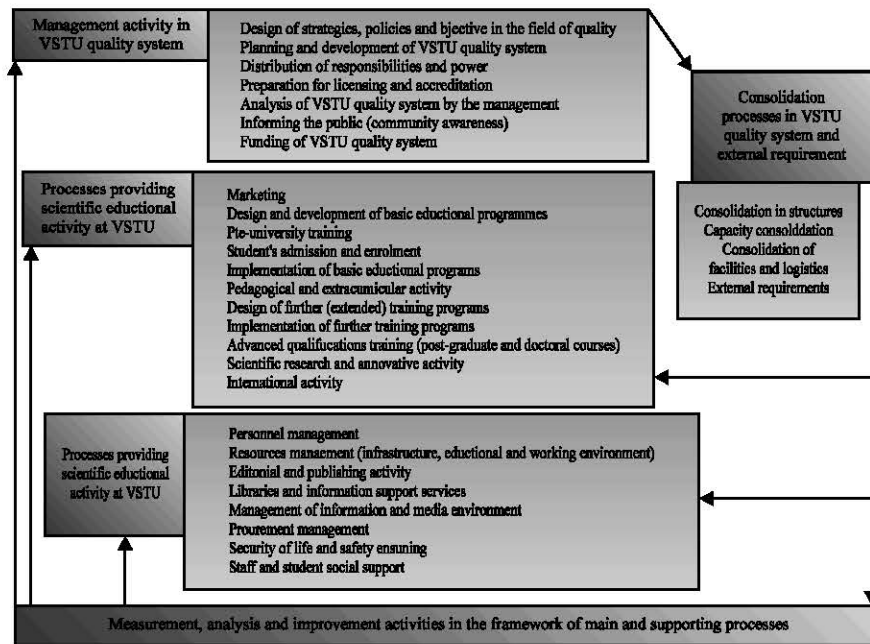 Management activity in
VSTU quality system
Design of strategies, policies and bjective in the field of quality
Planning and development of VSTU quality system
Distribution of responsibilities and power
Preparation for licensing and accreditation
Analysis of VSTU quality system by the management
Informing the public (community awareness)
Funding of VSTU quality system
Consolidation
processes in VSTU
quality system and
external requirement
Consolidation in structures
Capacity consolddation
Consolidation of
facilities and logistics
External requirements
Processes providing
scientific eductional
activity at VSTU
Marketing
Design and development of basic eductional programmes
Pte-university training
Student's admission and enrolment
Implementation of basic eductional programs
Pedagogical and extracumicular activity
Design of further (extended) training programs
Implementation of further training programs
Advanced qualifucations training (post-graduate and doctoral courses)
Scientific research and annovative activity
International activity
Processes providing
scientific eductional
activity at VSTU
Personnel management
Resources manacment (infrastructure, eductional and working environment)
Editonial and publishing activity
Libraries and information support services
Management of information and media environment
Procurement management
Security of life and safety ensuning
Staff and student social support
Measurement, analysis and improvement activities in the framework of main and supporting processes